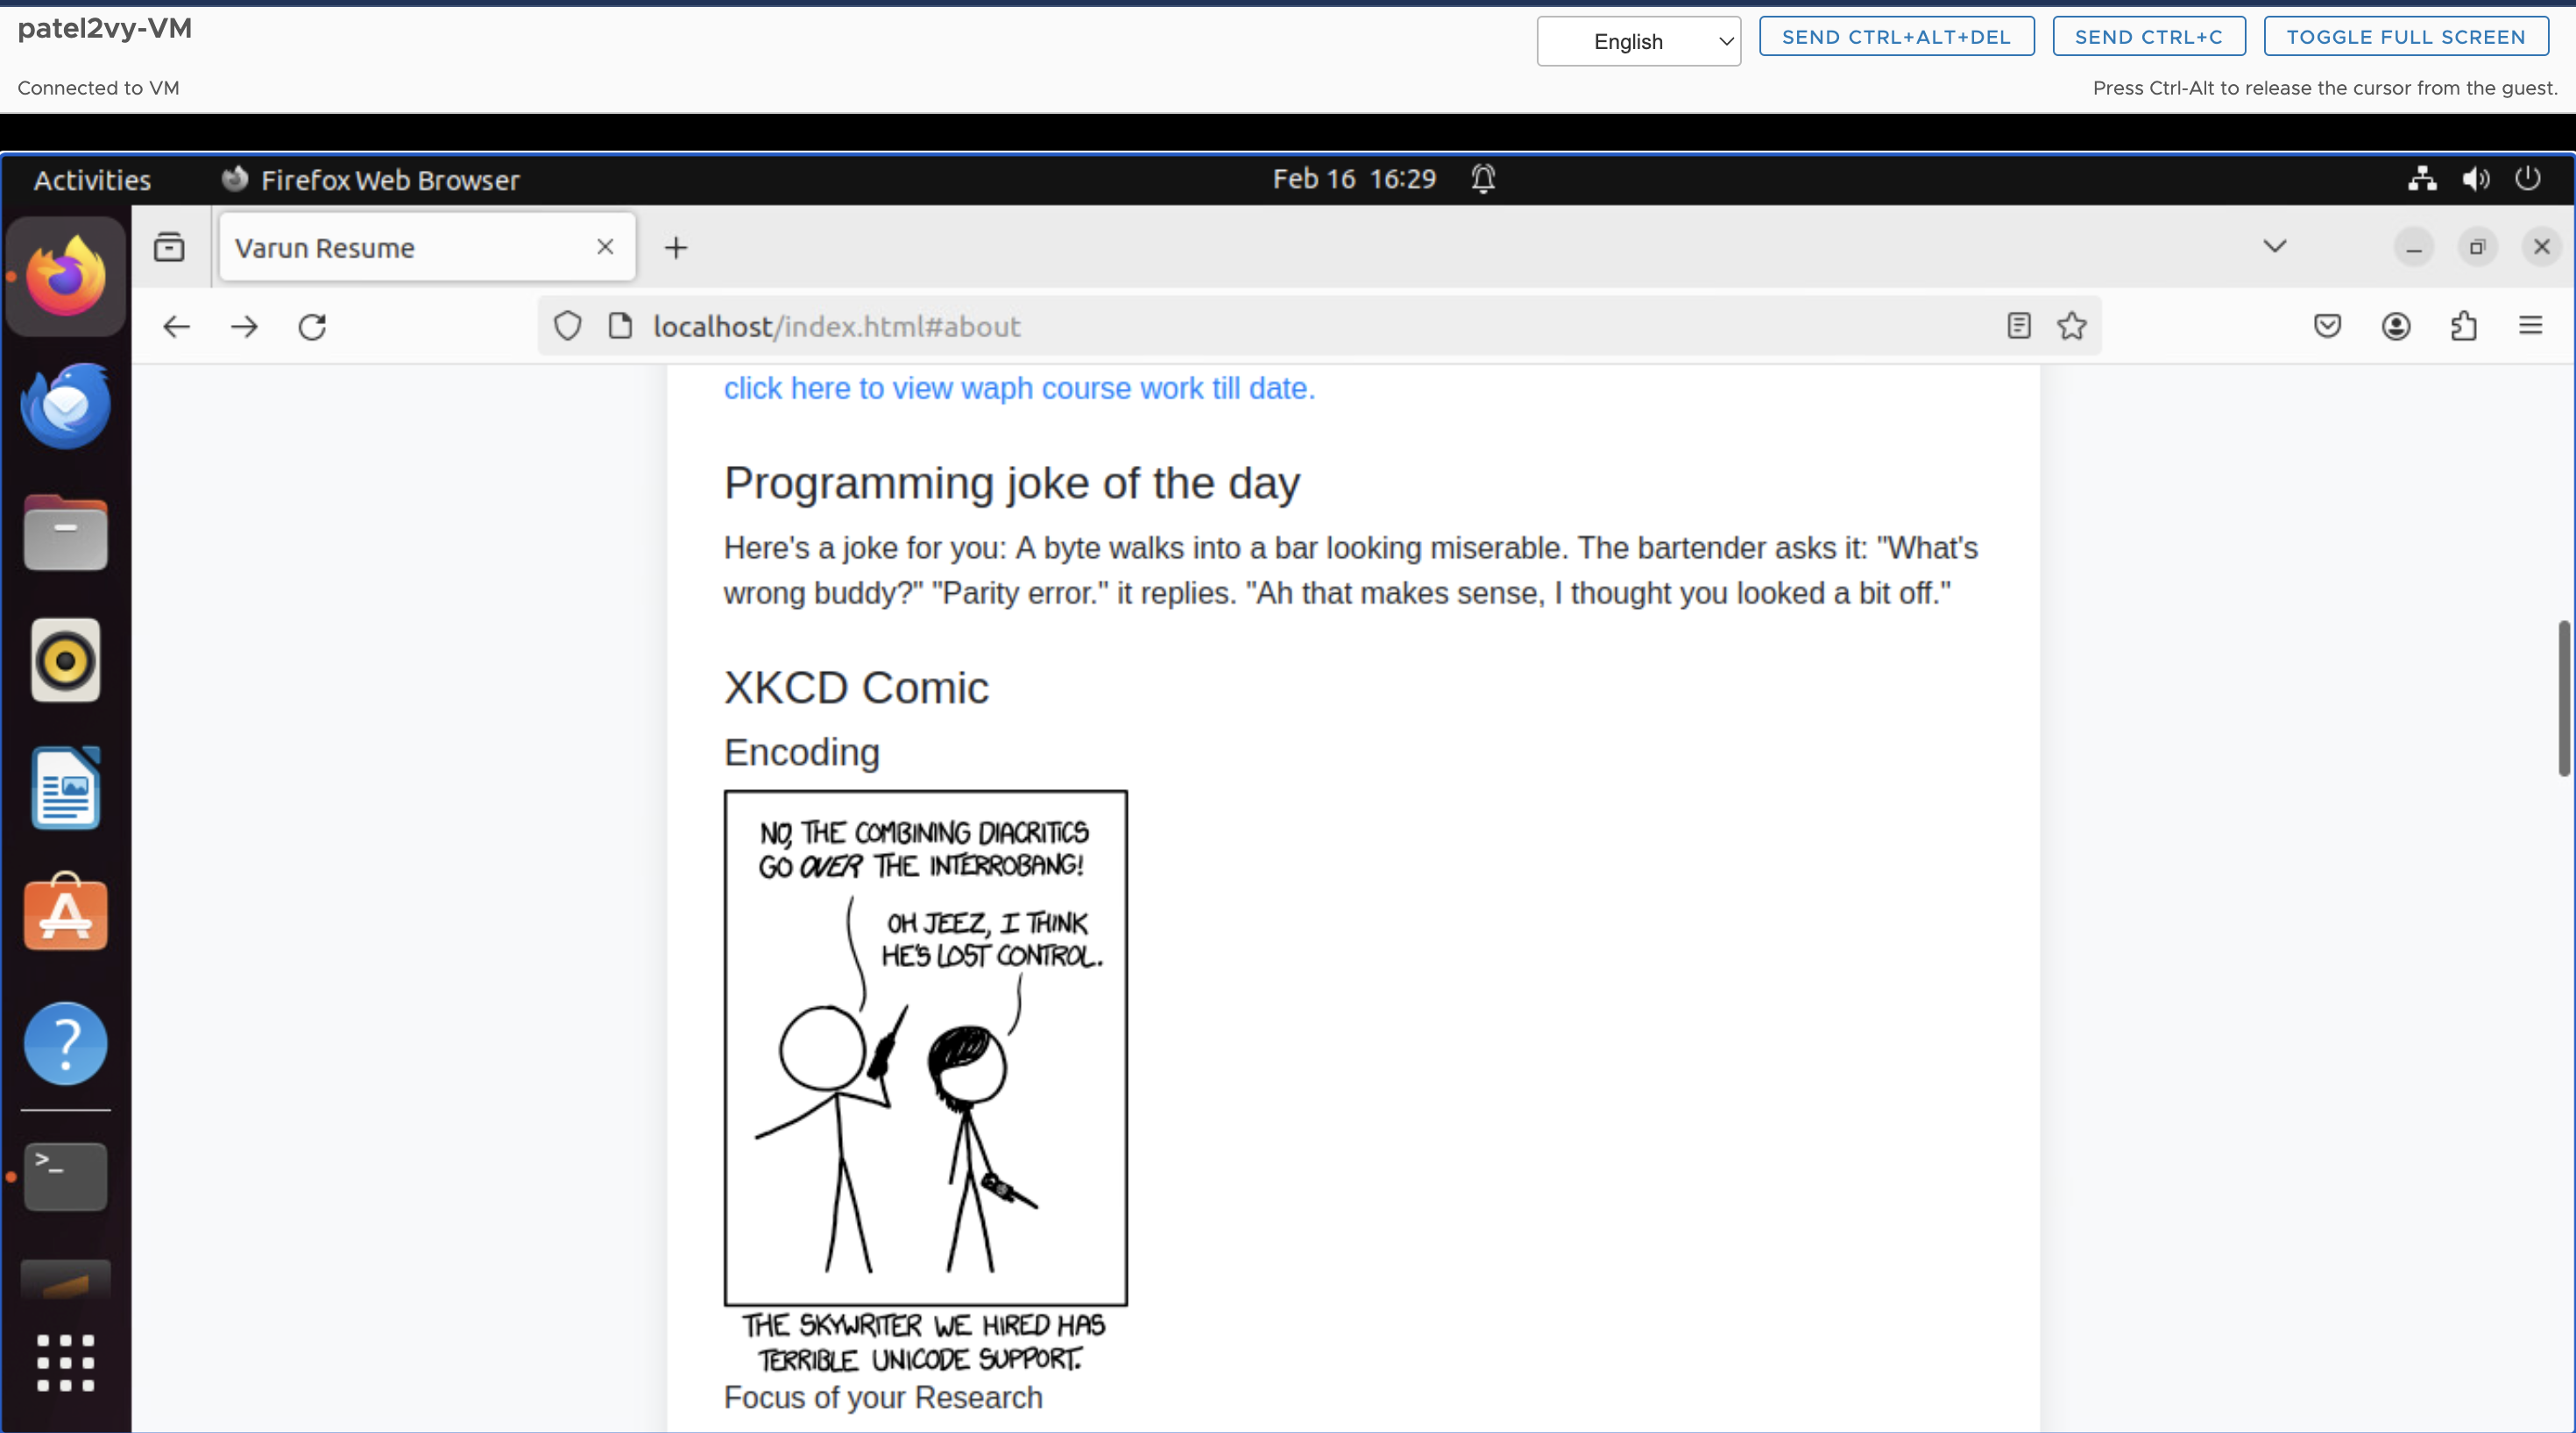 patel2vy-VM
English
SEND CTRL+ALT+DEL
SEND CTRL+C
TOGGLE FULL SCREEN
Connected to VM
Press Ctrl-Alt to release the cursor from the guest.
Activities
Firefox Web Browser
Feb 16 16:29
Varun Resume
localhost/index.html#about
click here to view waph course work till date.
Programming joke of the day
Here's a joke for you: A byte walks into a bar looking miserable. The bartender asks it: "What's
wrong buddy?" "Parity error." it replies. "Ah that makes sense, I thought you looked a bit off."
XKCD Comic
Encoding
NO, THE COMBINING DIACRITICS
GO OVER THE INTERROBANG!
OH JEEZ, I THINK
HE'S LOST CONTROL.
THE SKYWRITER WE HIRED HAS
TERRIBLE UNICODE SUPPORT.
Focus of your Research